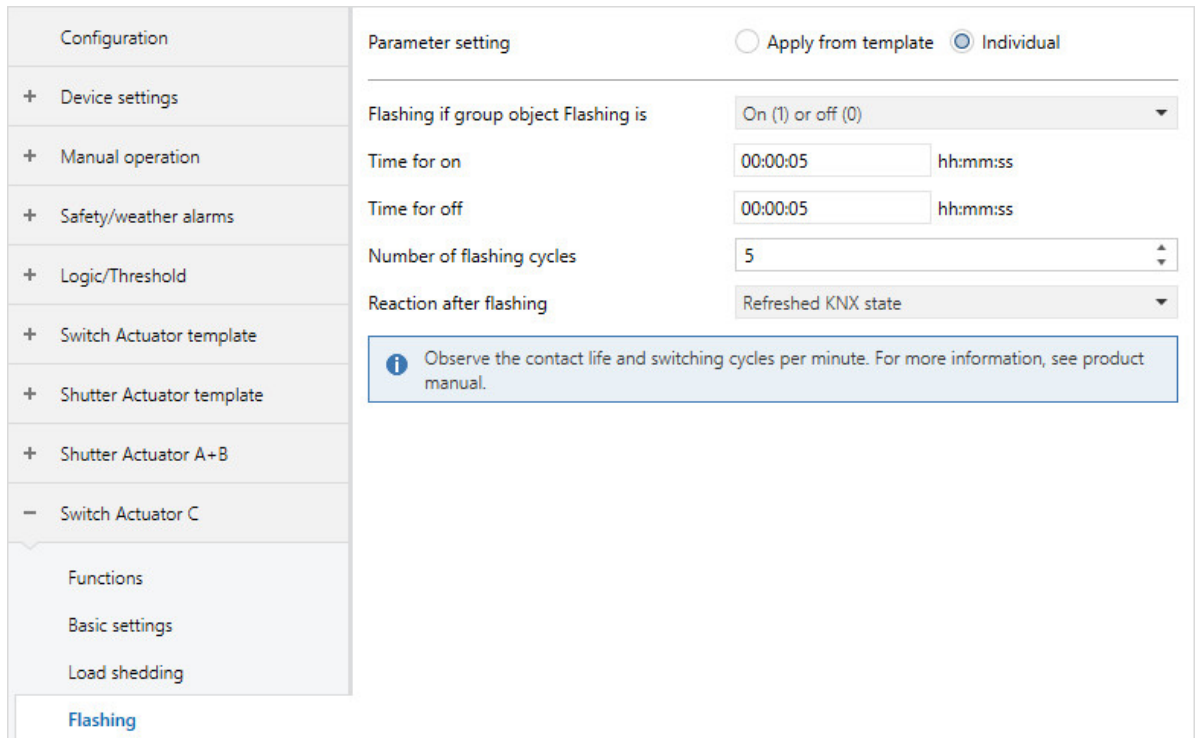 Configuration
+ Device settings
+ Manual operation
+ Safety/weather alarms
+ Logic/Threshold
+ Switch Actuator template
+ Shutter Actuator template
+ Shutter Actuator A+B
− Switch Actuator C
Functions
Basic settings
Load shedding
Flashing
Parameter setting Apply from template Individual
Flashing if group object Flashing is On (1) or off (0)
Time for on 00:00:05 hh:mm:ss
Time for off 00:00:05 hh:mm:ss
Number of flashing cycles 5
Reaction after flashing Refreshed KNX state
Observe the contact life and switching cycles per minute. For more information, see product
manual.